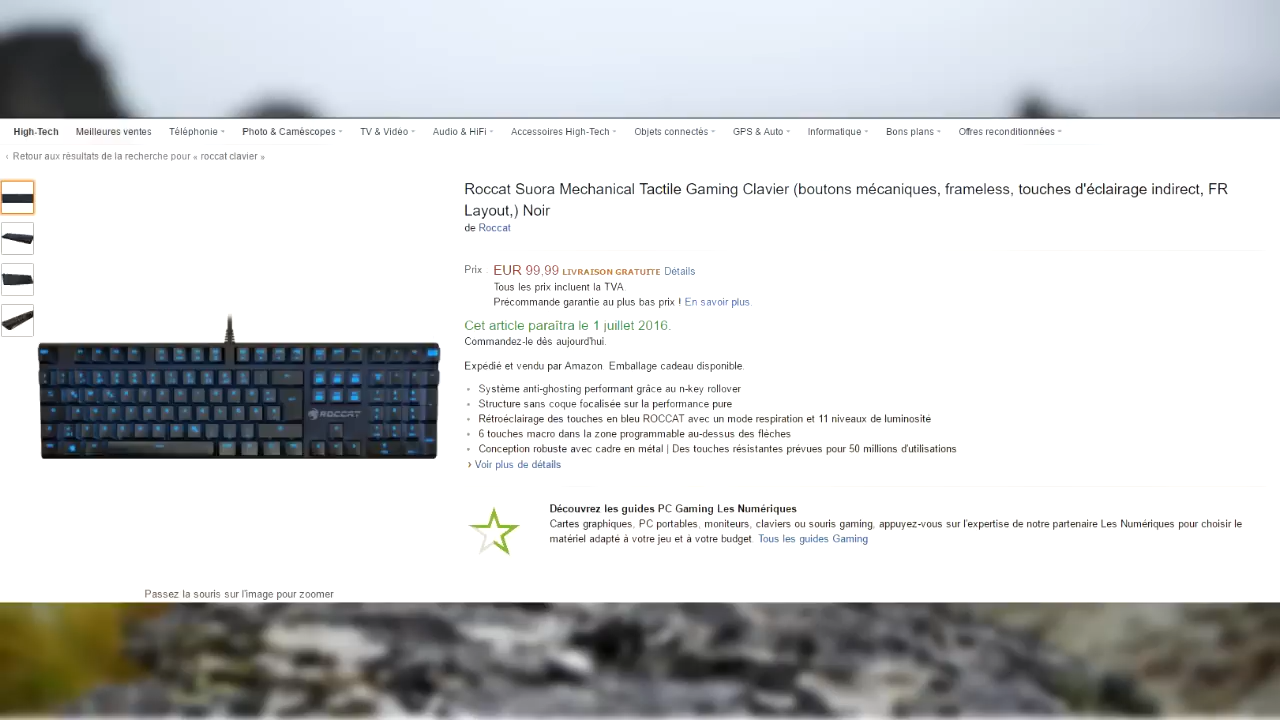 High-Tech Meilleures ventes Téléphonie Photo & Caméscopes TV & Vidéo Audio & HiFi Accessoires High-Tech Objets connectés GPS & Auto Informatique Bons plans Offres reconditionnées
‹ Retour aux résultats de la recherche pour « roccat clavier »
Roccat Suora Mechanical Tactile Gaming Clavier (boutons mécaniques, frameless, touches d'éclairage indirect, FR
Layout,) Noir
de Roccat
Prix : EUR 99,99 LIVRAISON GRATUITE Détails
Tous les prix incluent la TVA.
Précommande garantie au plus bas prix ! En savoir plus.
Cet article paraîtra le 1 juillet 2016.
Commandez-le dès aujourd'hui.
Expédié et vendu par Amazon. Emballage cadeau disponible.
• Système anti-ghosting performant grâce au n-key rollover
• Structure sans coque focalisée sur la performance pure
• Rétroéclairage des touches en bleu ROCCAT avec un mode respiration et 11 niveaux de luminosité
• 6 touches macro dans la zone programmable au-dessus des flèches
• Conception robuste avec cadre en métal | Des touches résistantes prévues pour 50 millions d'utilisations
› Voir plus de détails
ROCCAT
Découvrez les guides PC Gaming Les Numériques
Cartes graphiques, PC portables, moniteurs, claviers ou souris gaming, appuyez-vous sur l'expertise de notre partenaire Les Numériques pour choisir le
matériel adapté à votre jeu et à votre budget. Tous les guides Gaming
Passez la souris sur l'image pour zoomer